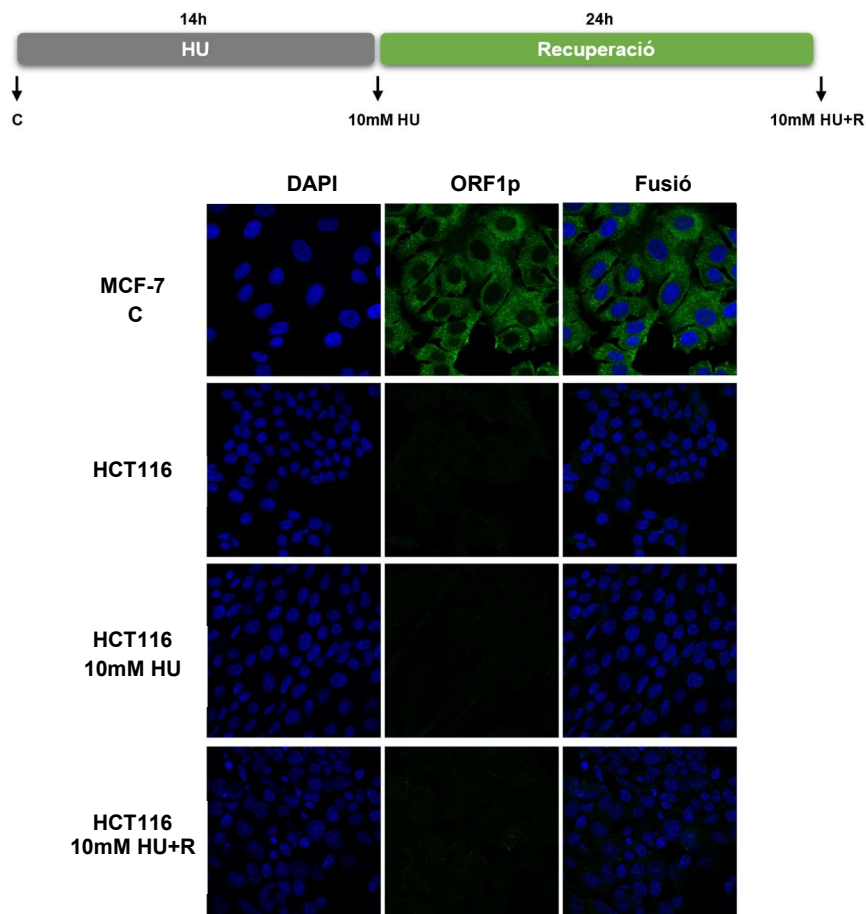 14h
24h
HU
Recuperació
C
10mM HU
10mM HU+R
DAPI
ORF1p
Fusió
MCF-7
C
HCT116
HCT116
10mM HU
HCT116
10mM HU+R